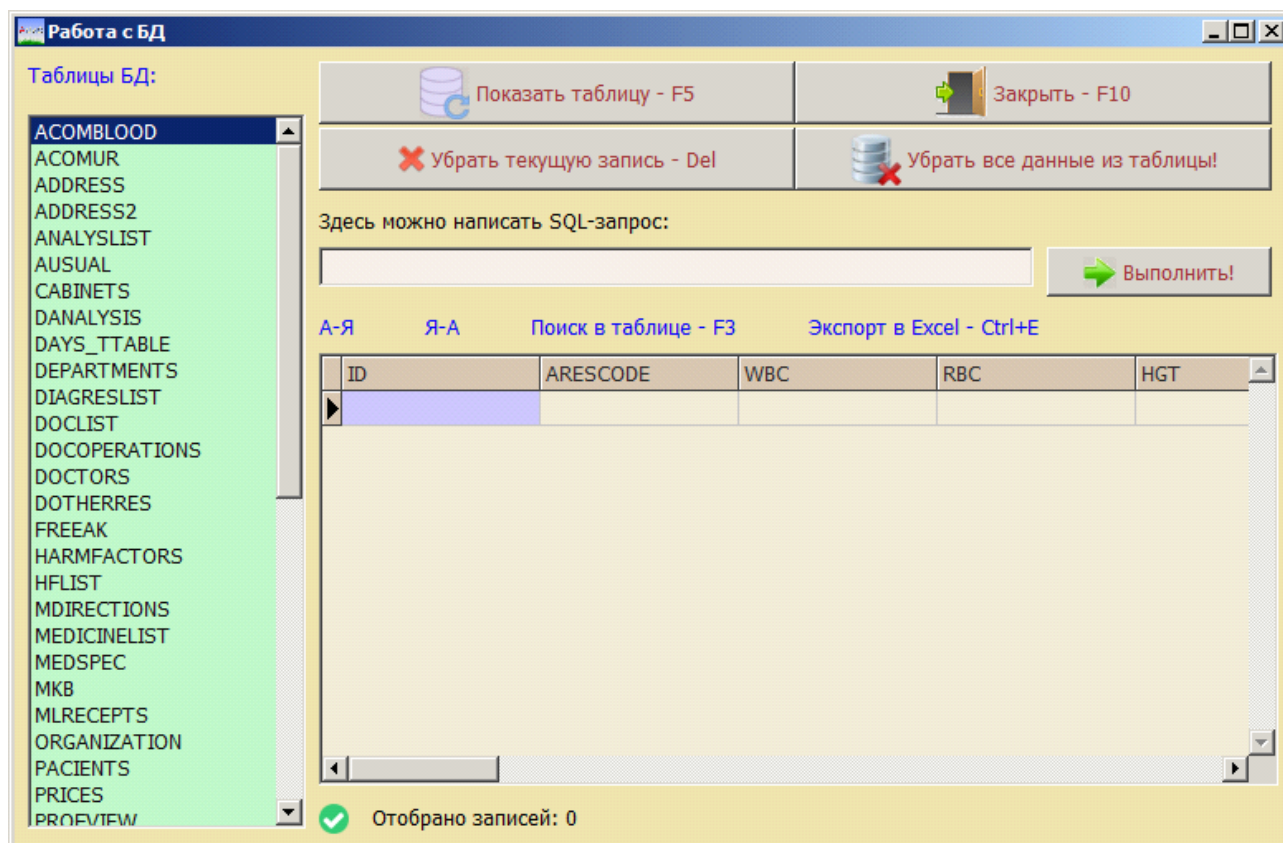 Работа с БД
Таблицы БД:
Показать таблицу - F5
Закрыть - F10
Убрать текущую запись - Del
Убрать все данные из таблицы!
Здесь можно написать SQL-запрос:
Выполнить!
А-Я Я-А Поиск в таблице - F3 Экспорт в Excel - Ctrl+E
ID ARESCODE WBC RBC HGT
ACOMBLOOD
ACOMUR
ADDRESS
ADDRESS2
ANALYSLIST
AUSUAL
CABINETS
DANALYSIS
DAYS_TTABLE
DEPARTMENTS
DIAGRESLIST
DOCLIST
DOCOPERATIONS
DOCTORS
DOTHERRES
FREEAK
HARMFACTORS
HFLIST
MDIRECTIONS
MEDICINELIST
MEDSPEC
MKB
MLRECEPTS
ORGANIZATION
PACIENTS
PRICES
PROFVIEW
Отобрано записей: 0